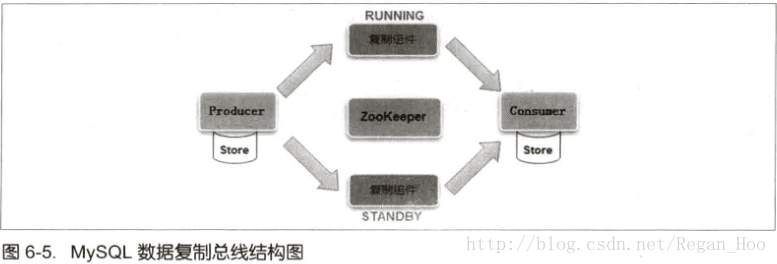 RUNNING
复制组件
Producer
Store
ZooKeeper
Consumer
Store
复制组件
STANDBY
图 6-5. MySQL 数据复制总线结构图
http://blog.csdn.net/Regan_Hoo